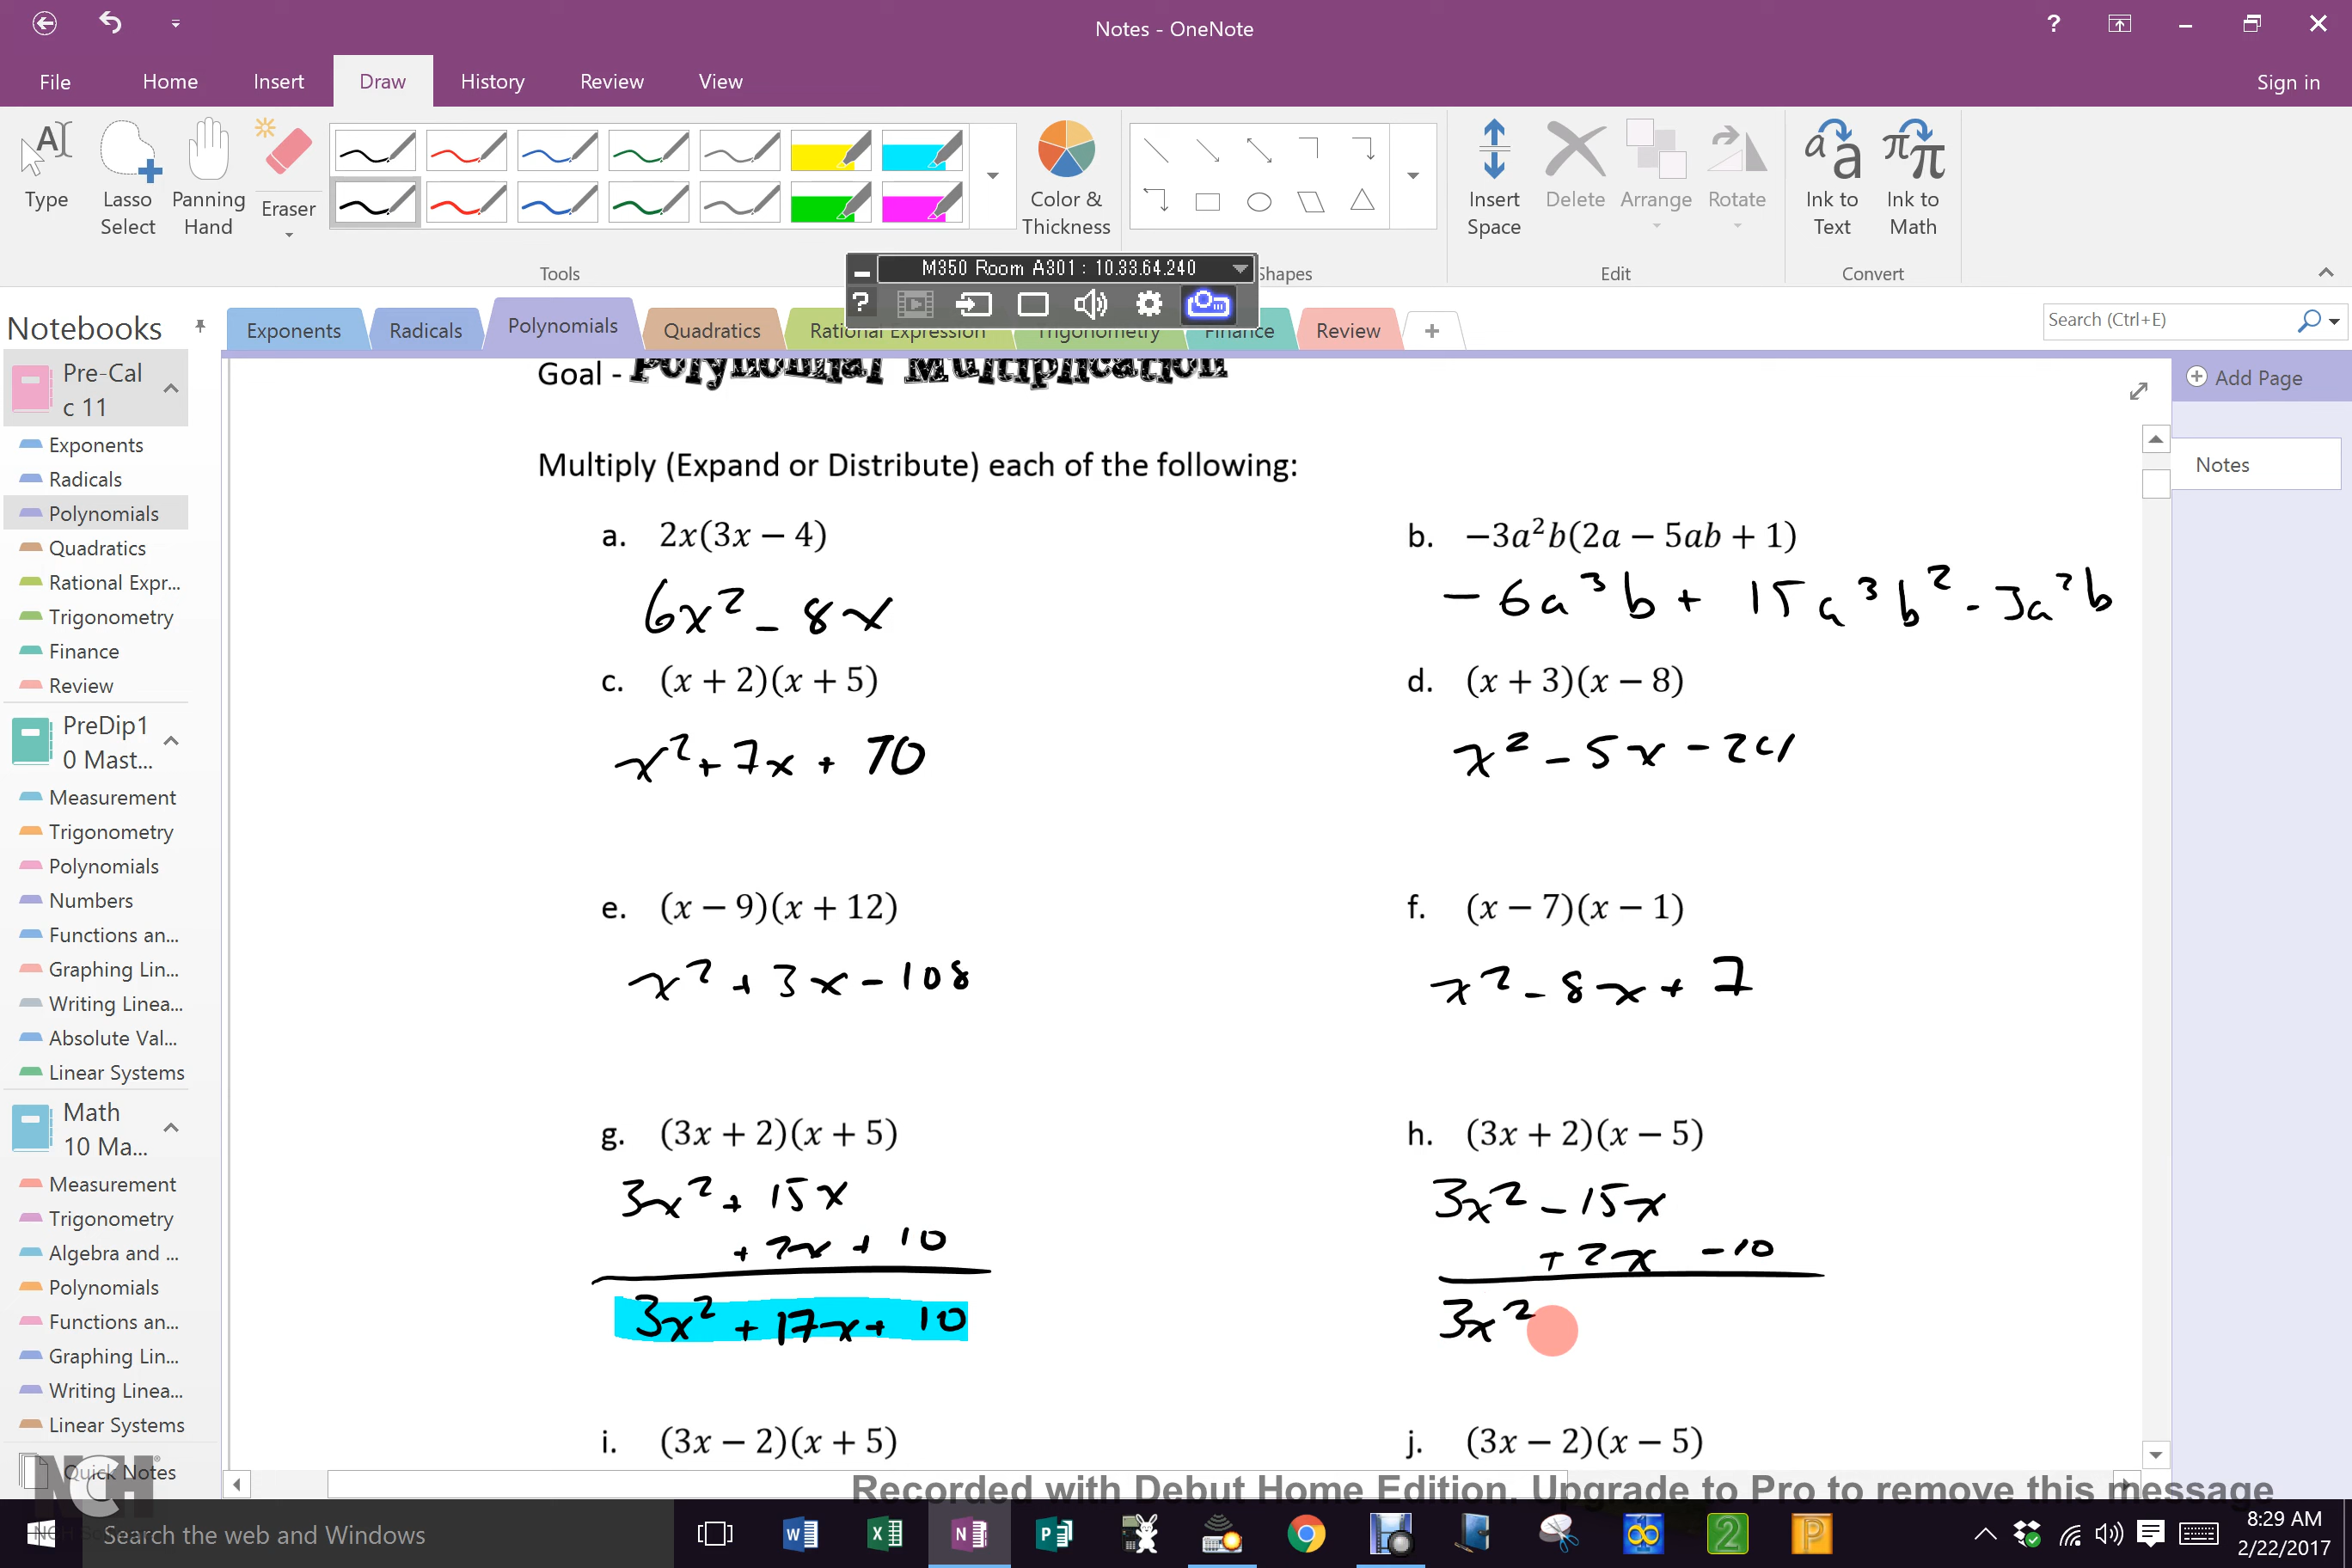 Notes - OneNote
File Home Insert Draw History Review View Sign in
Type
Lasso Select
Panning Hand
Eraser
Color & Thickness
Insert Space
Delete
Arrange
Rotate
Ink to Text
Ink to Math
Tools
Shapes
Edit
Convert
M350 Room A301 : 10.33.64.240
Notebooks
Exponents Radicals Polynomials Quadratics Rational Expression Trigonometry Finance Review +
Search (Ctrl+E)
Pre-Calc 11
Exponents
Radicals
Polynomials
Quadratics
Rational Expr...
Trigonometry
Finance
Review
PreDip10 Mast...
Measurement
Trigonometry
Polynomials
Numbers
Functions an...
Graphing Lin...
Writing Linea...
Absolute Val...
Linear Systems
Math 10 Ma...
Measurement
Trigonometry
Algebra and ...
Polynomials
Functions an...
Graphing Lin...
Writing Linea...
Linear Systems
Quick Notes
Add Page
Notes
Goal - Polynomial Multiplication
Multiply (Expand or Distribute) each of the following:
a. 2x(3x − 4)
6x² - 8x
b. −3a²b(2a − 5ab + 1)
- 6a³b + 15a³b² - 3a²b
c. (x + 2)(x + 5)
x² + 7x + 10
d. (x + 3)(x − 8)
x² - 5x - 24
e. (x − 9)(x + 12)
x² + 3x - 108
f. (x − 7)(x − 1)
x² - 8x + 7
g. (3x + 2)(x + 5)
3x² + 15x
+ 2x + 10
3x² + 17x + 10
h. (3x + 2)(x − 5)
3x² - 15x
+ 2x - 10
3x²
i. (3x − 2)(x + 5)
j. (3x − 2)(x − 5)
Recorded with Debut Home Edition. Upgrade to Pro to remove this message
NCH
Search the web and Windows
8:29 AM
2/22/2017